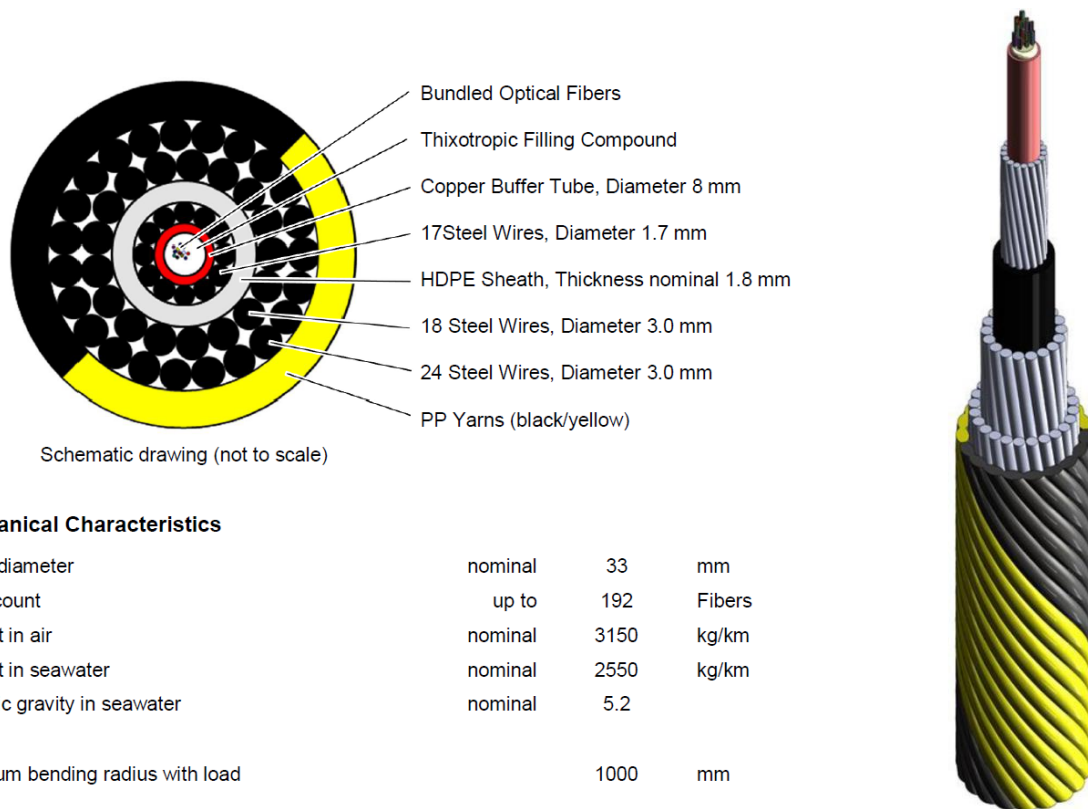 Bundled Optical Fibers
Thixotropic Filling Compound
Copper Buffer Tube, Diameter 8 mm
17Steel Wires, Diameter 1.7 mm
HDPE Sheath, Thickness nominal 1.8 mm
18 Steel Wires, Diameter 3.0 mm
24 Steel Wires, Diameter 3.0 mm
PP Yarns (black/yellow)
Schematic drawing (not to scale)
anical Characteristics
diameter nominal 33 mm
count up to 192 Fibers
t in air nominal 3150 kg/km
t in seawater nominal 2550 kg/km
c gravity in seawater nominal 5.2
um bending radius with load 1000 mm